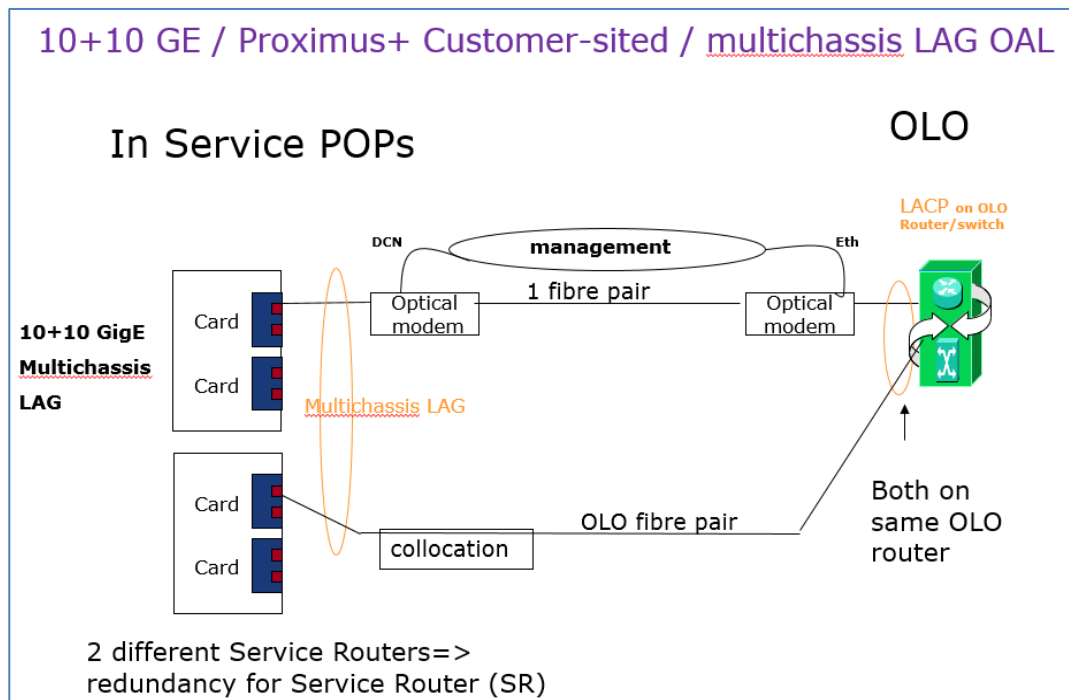 10+10 GE / Proximus+ Customer-sited / multichassis LAG OAL
In Service POPs
OLO
LACP on OLO
Router/switch
DCN
management
Eth
Optical
modem
1 fibre pair
Optical
modem
Card
Card
10+10 GigE
Multichassis
LAG
Multichassis LAG
Card
Card
collocation
OLO fibre pair
Both on
same OLO
router
2 different Service Routers=>
redundancy for Service Router (SR)